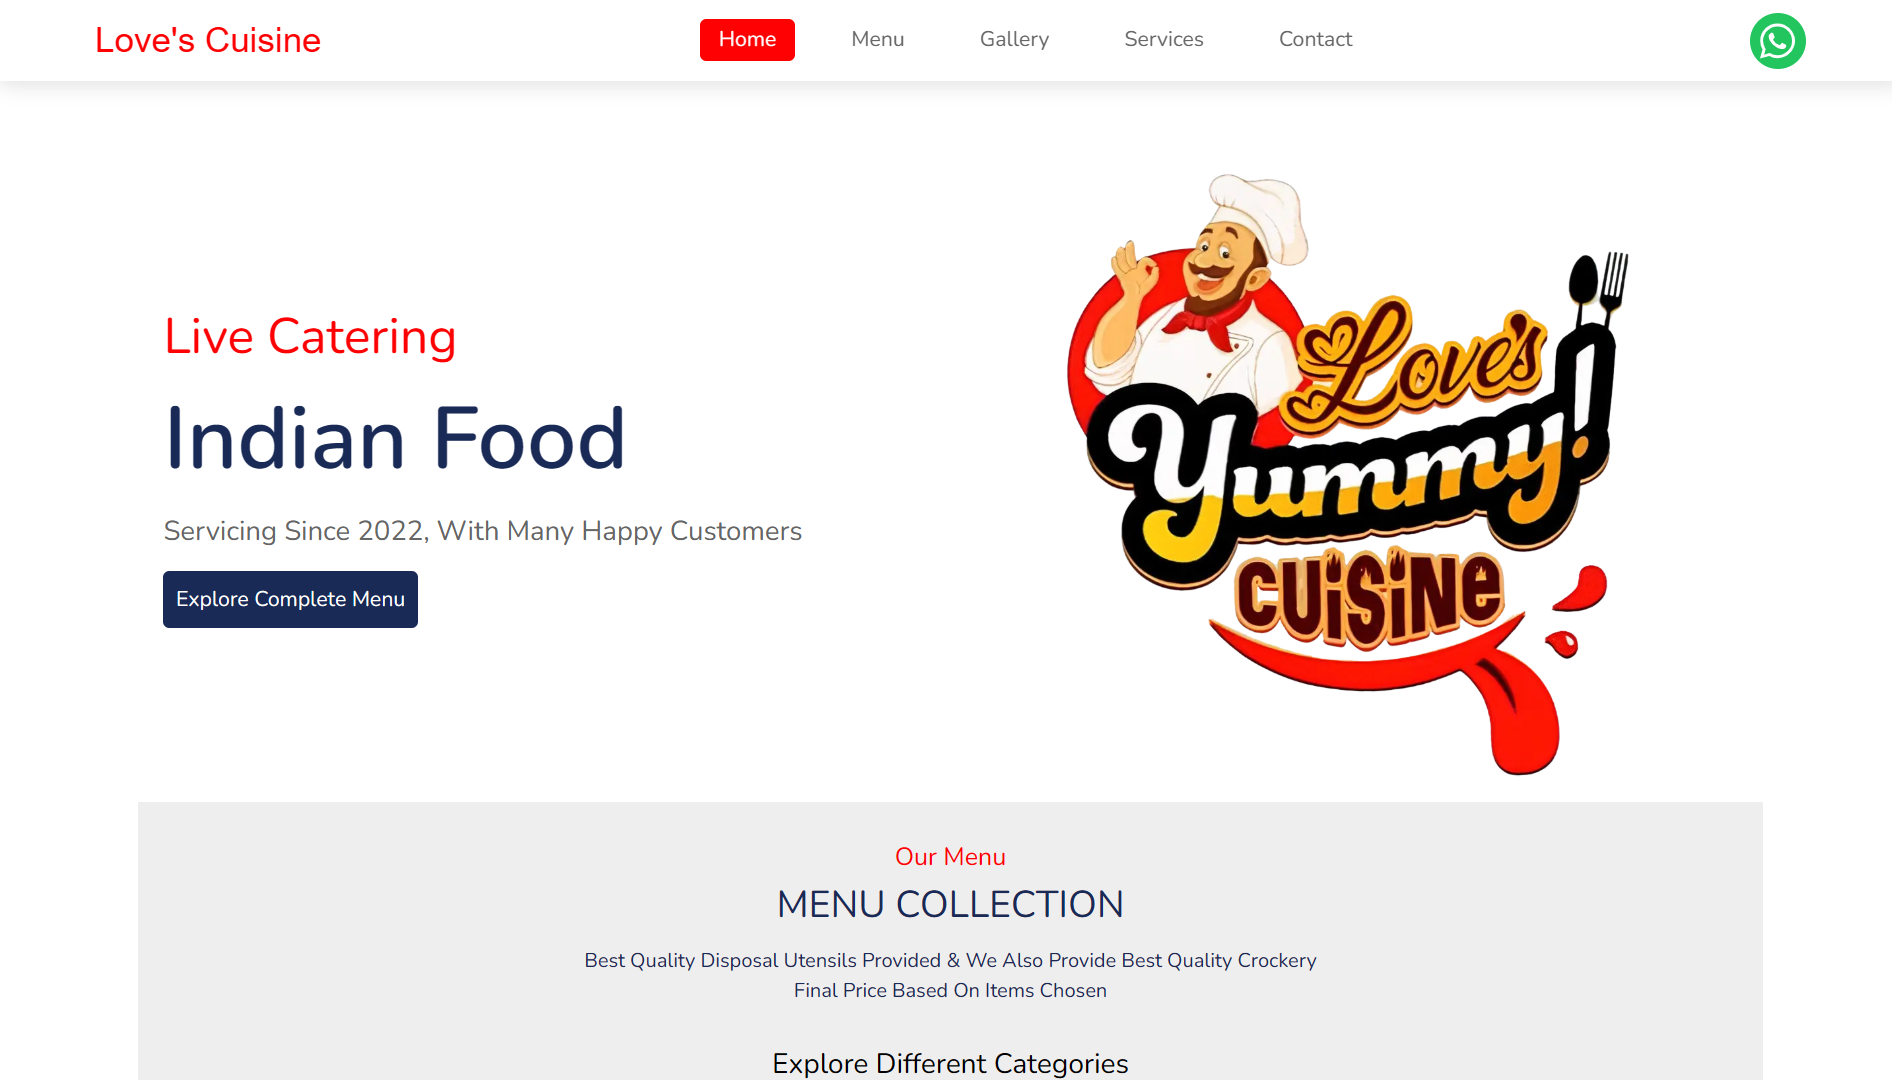 Love's Cuisine
Home
Menu
Gallery
Services
Contact
Live Catering
Indian Food
Servicing Since 2022, With Many Happy Customers
Explore Complete Menu
Love's
Yummy!
CUiSiNe
Our Menu
MENU COLLECTION
Best Quality Disposal Utensils Provided & We Also Provide Best Quality Crockery
Final Price Based On Items Chosen
Explore Different Categories